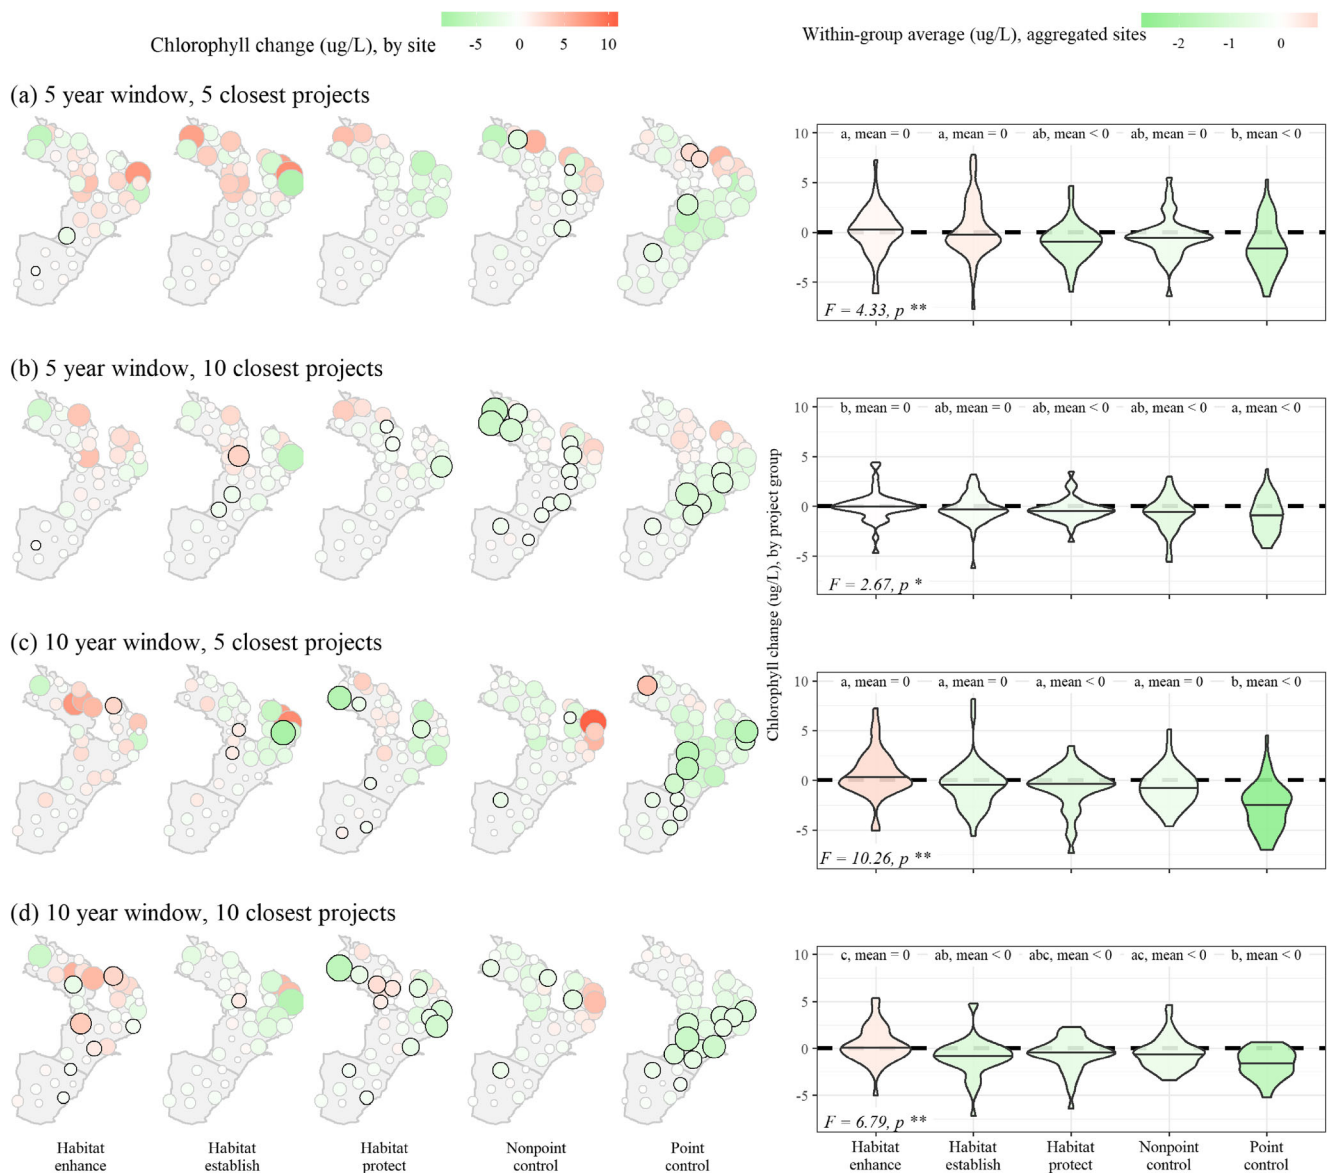 Chlorophyll change (ug/L), by site
-5 0 5 10
Within-group average (ug/L), aggregated sites
-2 -1 0
(a) 5 year window, 5 closest projects
10
5
0
-5
a, mean = 0 a, mean = 0 ab, mean < 0 ab, mean = 0 b, mean < 0
F = 4.33, p **
(b) 5 year window, 10 closest projects
10
5
0
-5
b, mean = 0 ab, mean = 0 ab, mean < 0 ab, mean < 0 a, mean < 0
F = 2.67, p *
Chlorophyll change (ug/L), by project group
(c) 10 year window, 5 closest projects
10
5
0
-5
a, mean = 0 a, mean = 0 a, mean < 0 a, mean = 0 b, mean < 0
F = 10.26, p **
(d) 10 year window, 10 closest projects
10
5
0
-5
c, mean = 0 ab, mean < 0 abc, mean < 0 ac, mean < 0 b, mean < 0
F = 6.79, p **
Habitat enhance
Habitat establish
Habitat protect
Nonpoint control
Point control
Habitat enhance
Habitat establish
Habitat protect
Nonpoint control
Point control